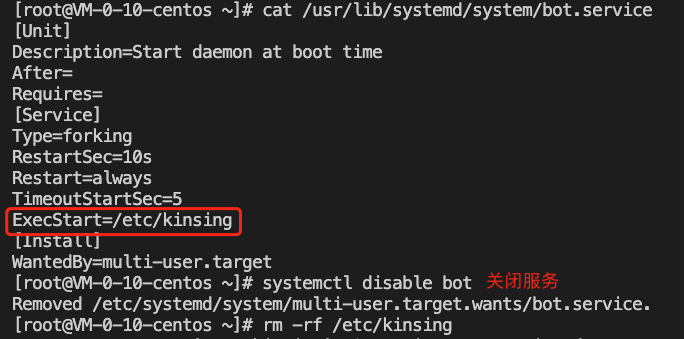 [root@VM-0-10-centos ~]# cat /usr/lib/systemd/system/bot.service
[Unit]
Description=Start daemon at boot time
After=
Requires=
[Service]
Type=forking
RestartSec=10s
Restart=always
TimeoutStartSec=5
ExecStart=/etc/kinsing
[Install]
WantedBy=multi-user.target
[root@VM-0-10-centos ~]# systemctl disable bot 关闭服务
Removed /etc/systemd/system/multi-user.target.wants/bot.service.
[root@VM-0-10-centos ~]# rm -rf /etc/kinsing